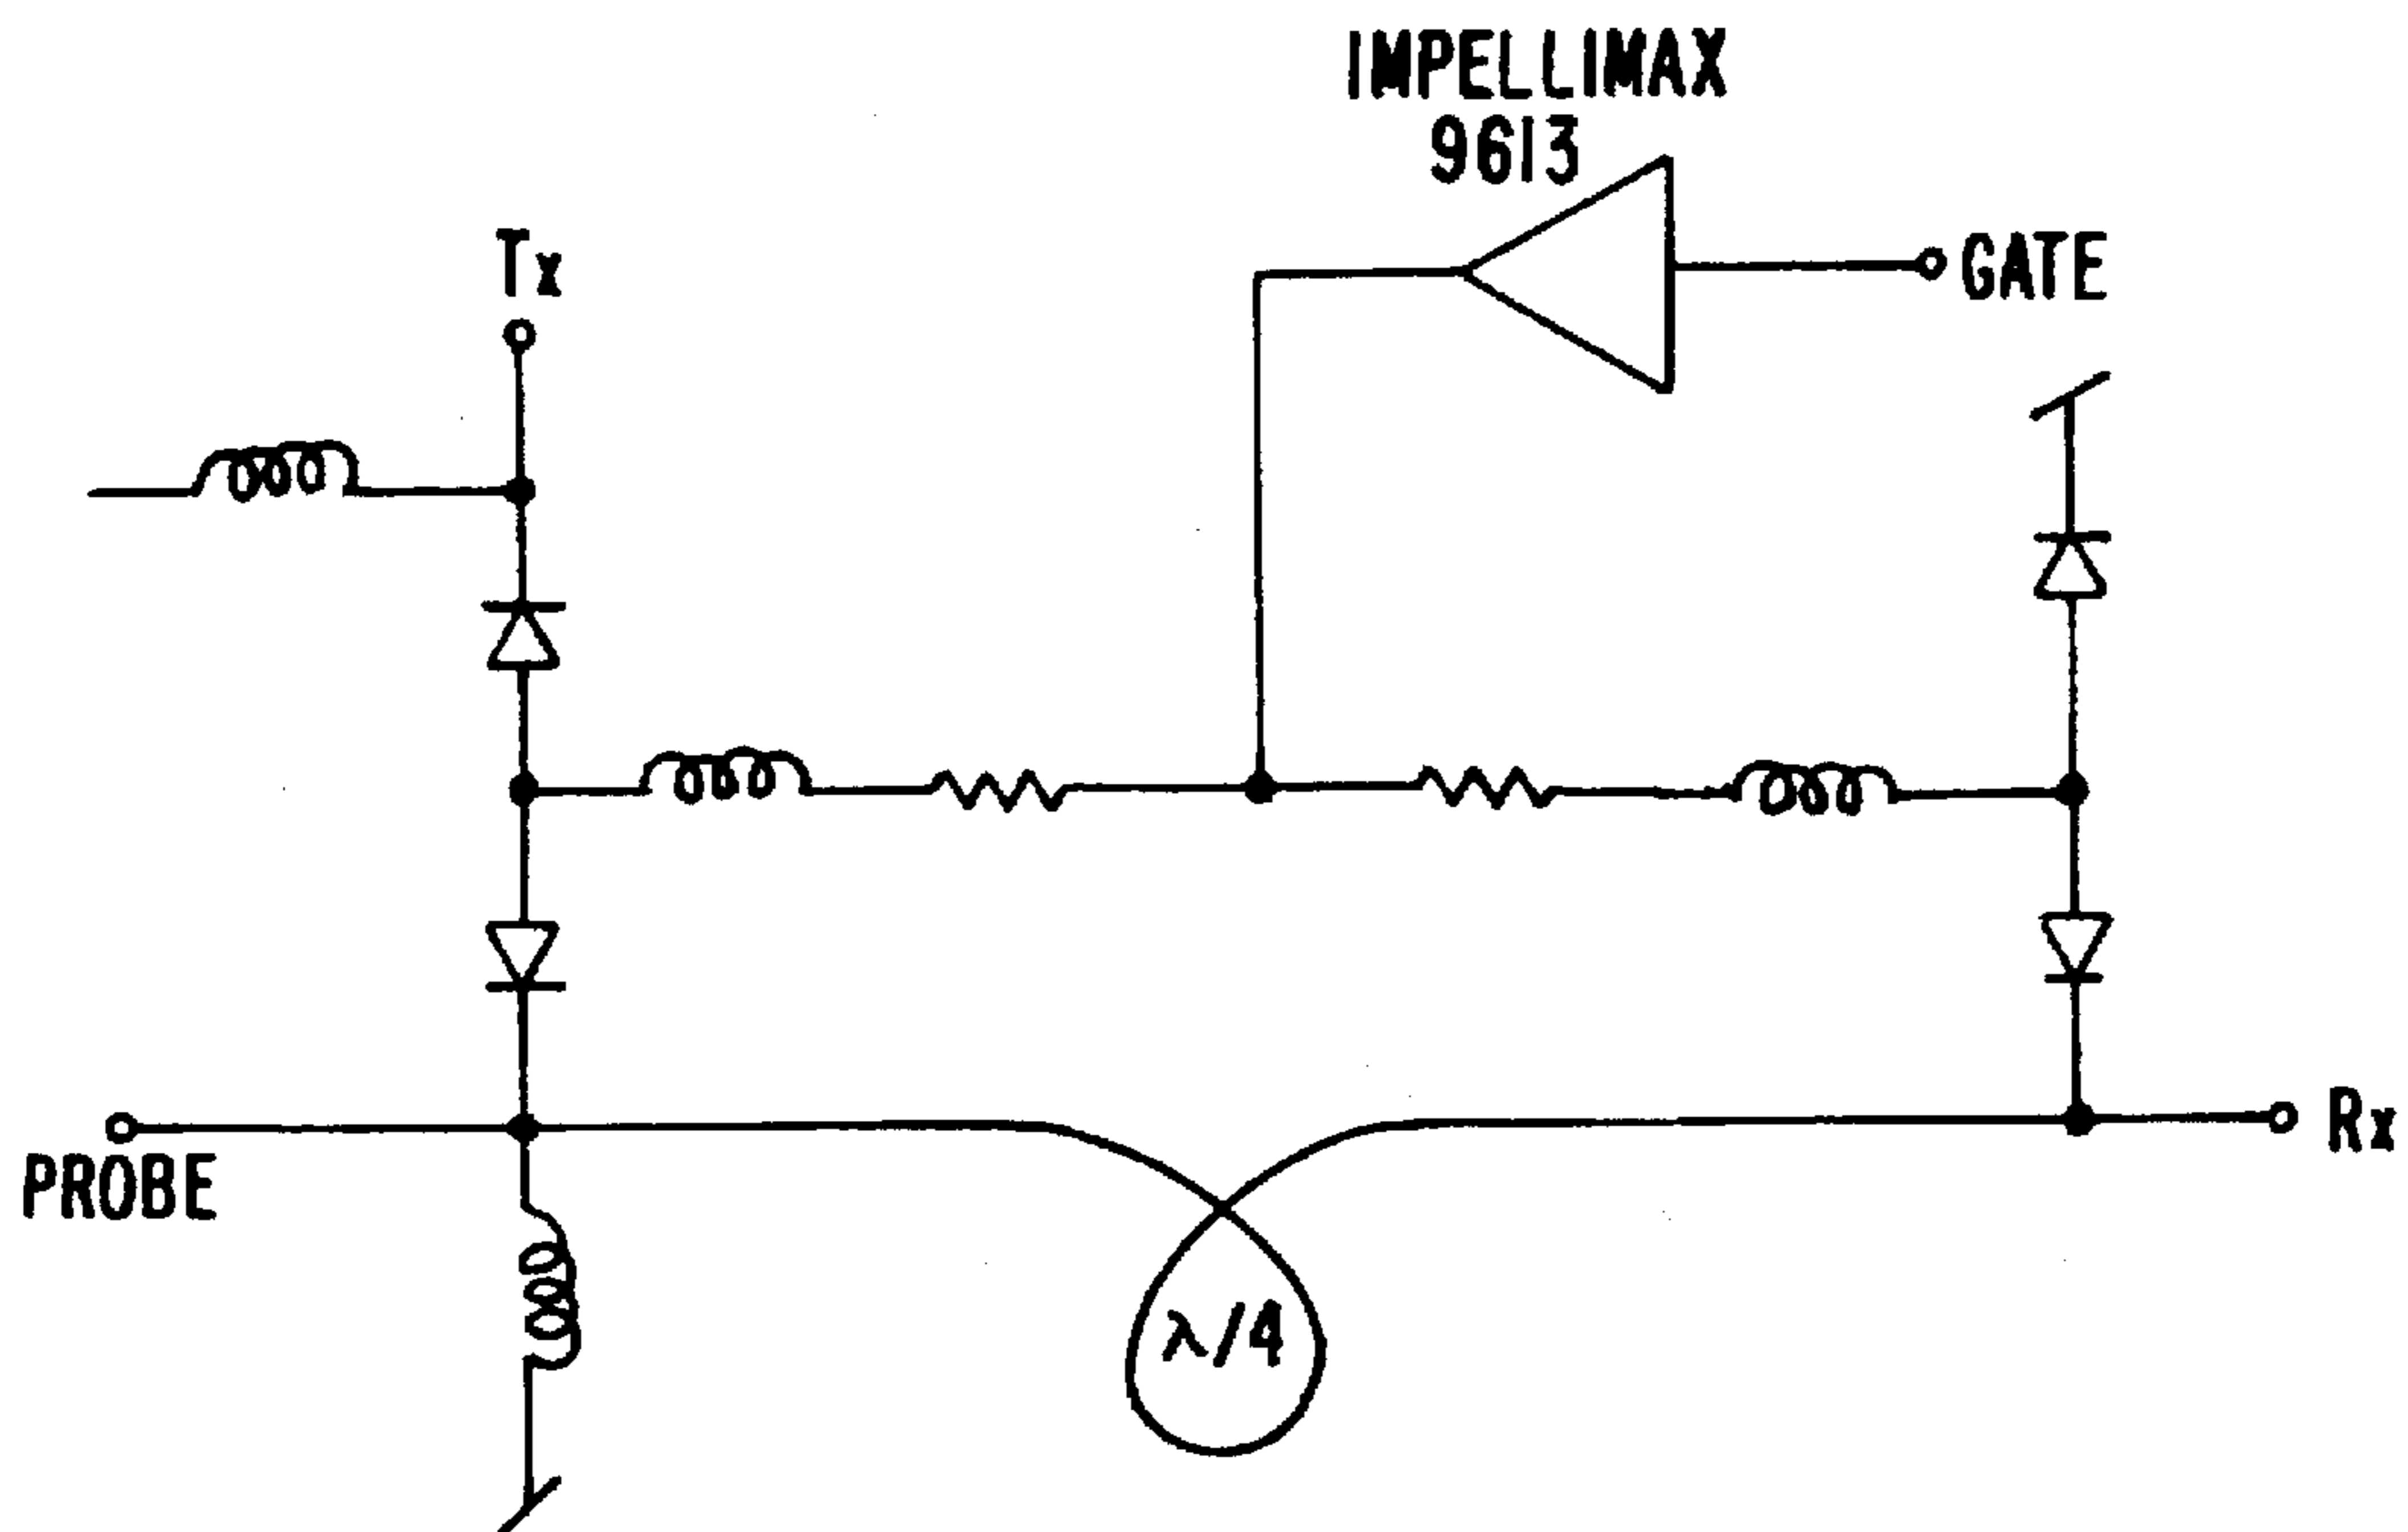 IMPELLIMAX
9613
Tx
GATE
Rx
PROBE
λ/4